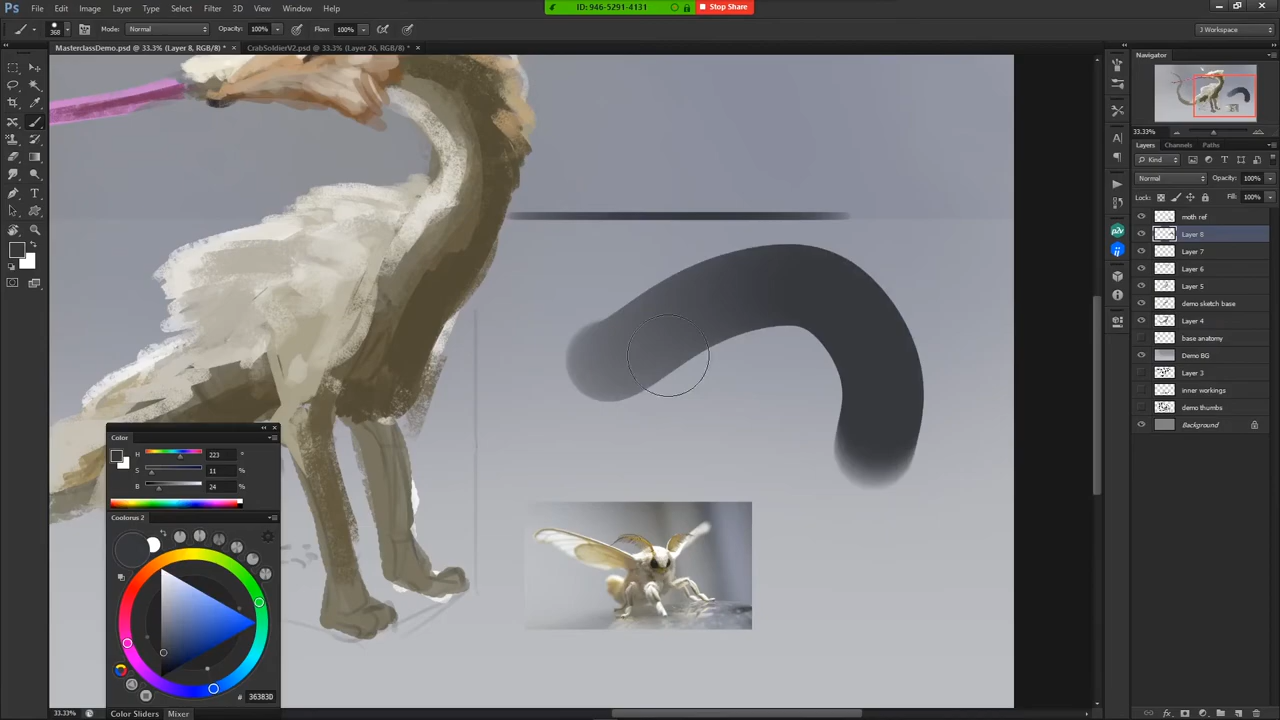 Ps File Edit Image Layer Type Select Filter 3D View Window Help
ID: 946-5291-4131 Stop Share
368 Mode: Normal Opacity: 100% Flow: 100% J Workspace
MasterclassDemo.psd @ 33.3% (Layer 8, RGB/8) * × CrabSoldierV2.psd @ 33.3% (Layer 26, RGB/8*) * ×
Navigator
33.33%
Layers Channels Paths
Kind
Normal Opacity: 100%
Lock: Fill: 100%
moth ref
Layer 8
Layer 7
Layer 6
Layer 5
demo sketch base
Layer 4
base anatomy
Demo BG
Layer 3
inner workings
demo thumbs
Background
Color
H 223 °
S 11 %
B 24 %
Coolorus 2
# 36383D
Color Sliders Mixer
33.33%